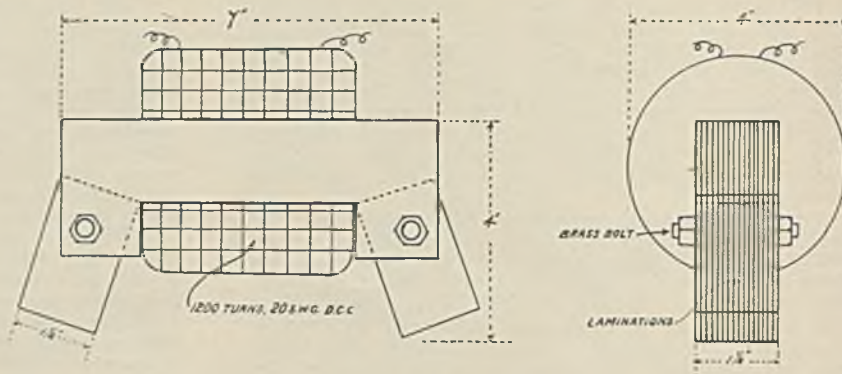 7"
4"
4"
BRASS BOLT
1200 TURNS, 20 S.W.G. D.C.C
LAMINATIONS
1½"